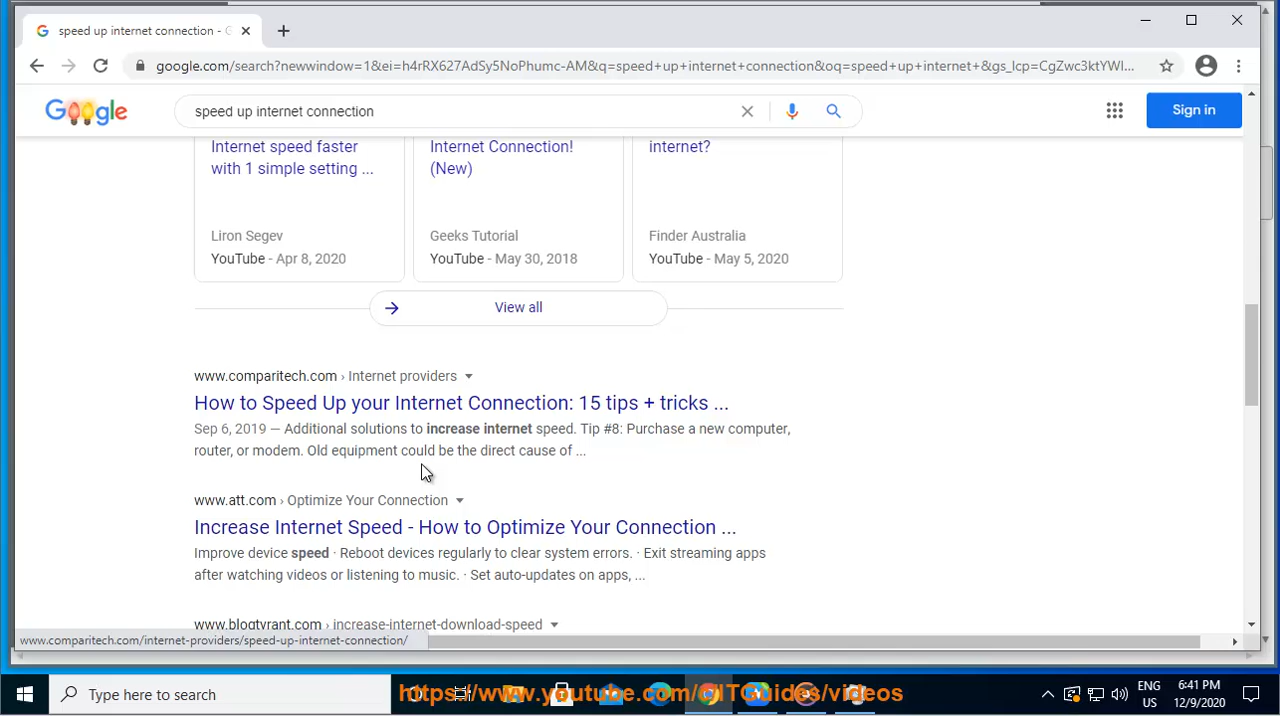 speed up internet connection - G
google.com/search?newwindow=1&ei=h4rRX627AdSy5NoPhumc-AM&q=speed+up+internet+connection&oq=speed+up+internet+&gs_lcp=CgZwc3ktYWI...
Google
speed up internet connection
Sign in
Internet speed faster
with 1 simple setting ...
Internet Connection!
(New)
internet?
Liron Segev
Geeks Tutorial
Finder Australia
YouTube - Apr 8, 2020
YouTube - May 30, 2018
YouTube - May 5, 2020
View all
www.comparitech.com › Internet providers
How to Speed Up your Internet Connection: 15 tips + tricks ...
Sep 6, 2019 — Additional solutions to increase internet speed. Tip #8: Purchase a new computer,
router, or modem. Old equipment could be the direct cause of ...
www.att.com › Optimize Your Connection
Increase Internet Speed - How to Optimize Your Connection ...
Improve device speed · Reboot devices regularly to clear system errors. · Exit streaming apps
after watching videos or listening to music. · Set auto-updates on apps, ...
www.blogtyrant.com › increase-internet-download-speed
www.comparitech.com/internet-providers/speed-up-internet-connection/
Type here to search
https://www.youtube.com/c/ITGuides/videos
ENG
US
6:41 PM
12/9/2020